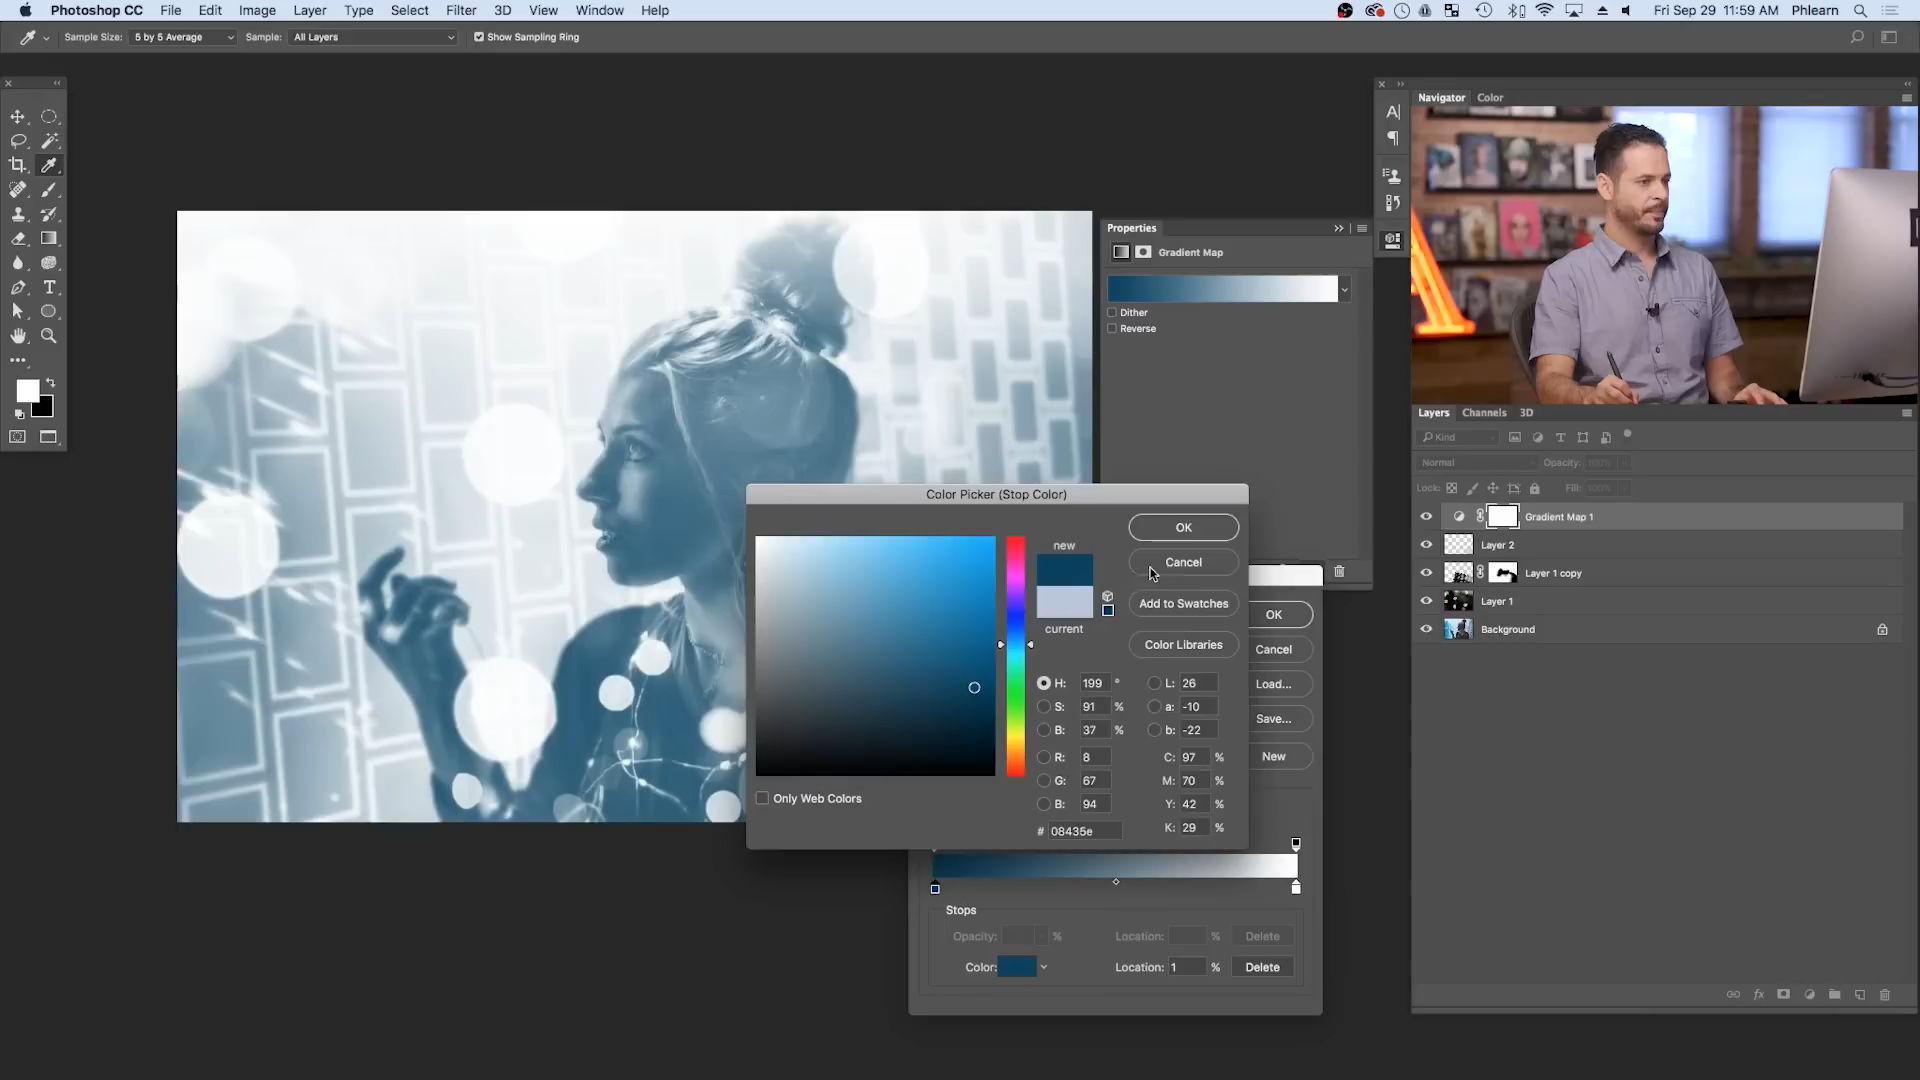 Photoshop CC File Edit Image Layer Type Select Filter 3D View Window Help Fri Sep 29 11:59 AM Phlearn
Sample Size: 5 by 5 Average Sample: All Layers Show Sampling Ring
Navigator Color
Properties
Gradient Map
Dither
Reverse
Layers Channels 3D
Kind
Normal Opacity: 100%
Lock: Fill: 100%
Gradient Map 1
Layer 2
Layer 1 copy
Layer 1
Background
Color Picker (Stop Color)
new
current
OK
Cancel
Add to Swatches
Color Libraries
H: 199 ° L: 26
S: 91 % a: -10
B: 37 % b: -22
R: 8 C: 97 %
G: 67 M: 70 %
B: 94 Y: 42 %
# 08435e K: 29 %
Only Web Colors
OK
Cancel
Load...
Save...
New
Stops
Opacity: % Location: % Delete
Color: Location: 1 % Delete